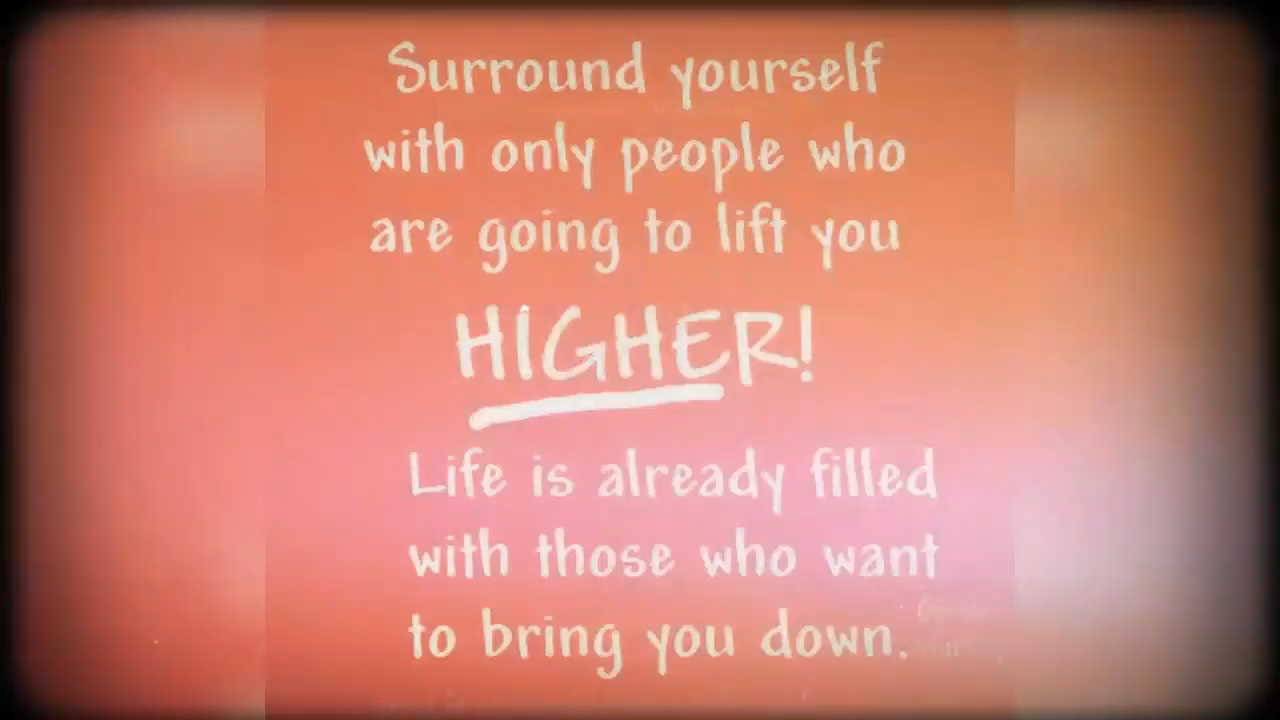 Surround yourself
with only people who
are going to lift you
HIGHER!
Life is already filled
with those who want
to bring you down.